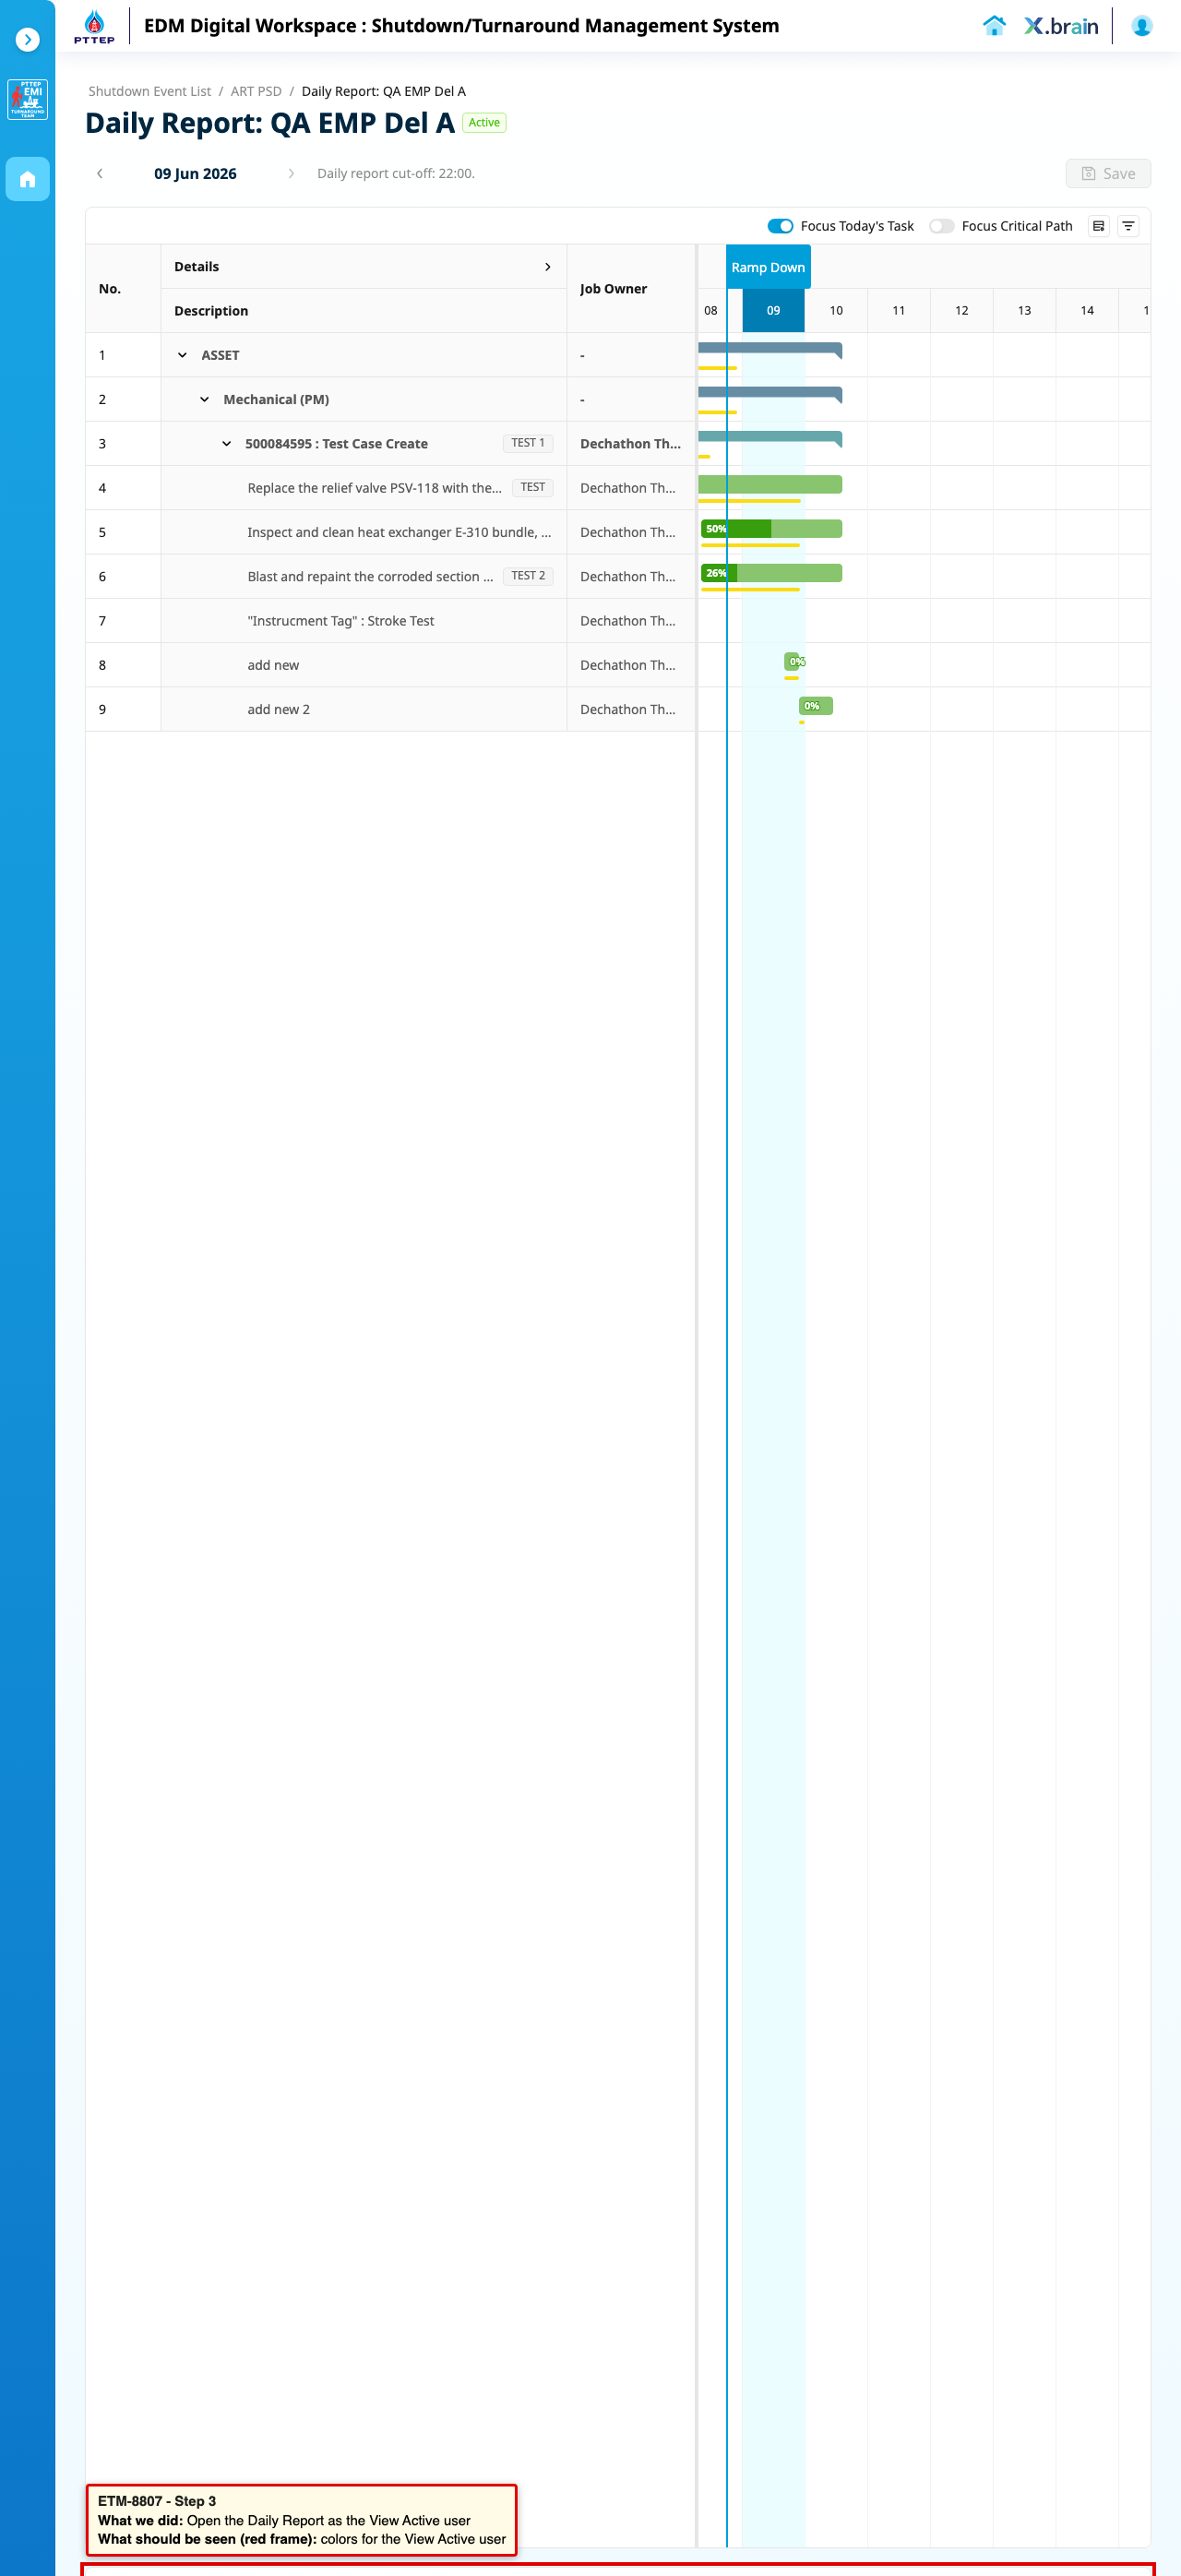 PTTEP
EDM Digital Workspace : Shutdown/Turnaround Management System
X.brain
PTTEP
EMI
TURNAROUND
TEAM
Shutdown Event List / ART PSD / Daily Report: QA EMP Del A
Daily Report: QA EMP Del A Active
09 Jun 2026 Daily report cut-off: 22:00. Save
Focus Today's Task Focus Critical Path
No. Details Job Owner Ramp Down
Description 08 09 10 11 12 13 14 1
1 ASSET -
2 Mechanical (PM) -
3 500084595 : Test Case Create TEST 1 Dechathon Th...
4 Replace the relief valve PSV-118 with the... TEST Dechathon Th...
5 Inspect and clean heat exchanger E-310 bundle, ... Dechathon Th... 50%
6 Blast and repaint the corroded section ... TEST 2 Dechathon Th... 26%
7 "Instrucment Tag" : Stroke Test Dechathon Th...
8 add new Dechathon Th... 0%
9 add new 2 Dechathon Th... 0%
ETM-8807 - Step 3
What we did: Open the Daily Report as the View Active user
What should be seen (red frame): colors for the View Active user